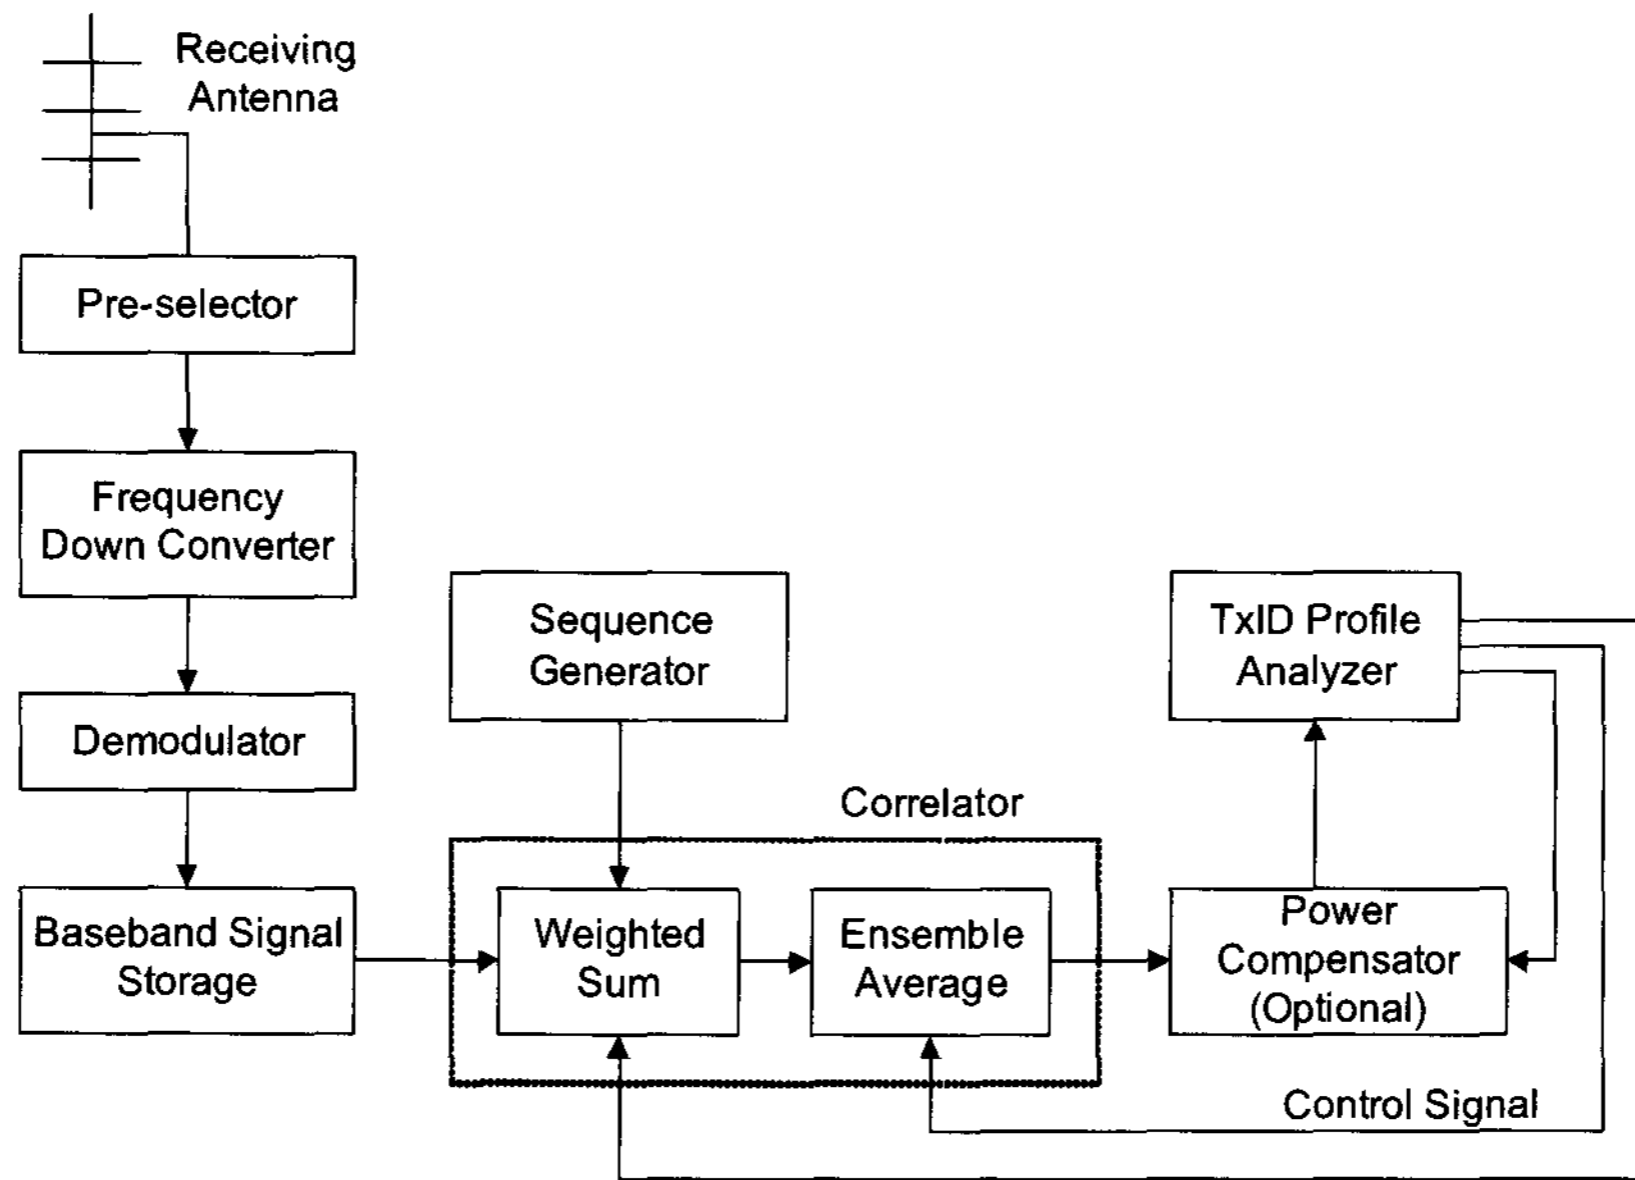 Receiving
Antenna
Pre-selector
Frequency
Down Converter
Demodulator
Baseband Signal
Storage
Sequence
Generator
Correlator
Weighted
Sum
Ensemble
Average
TxID Profile
Analyzer
Power
Compensator
(Optional)
Control Signal